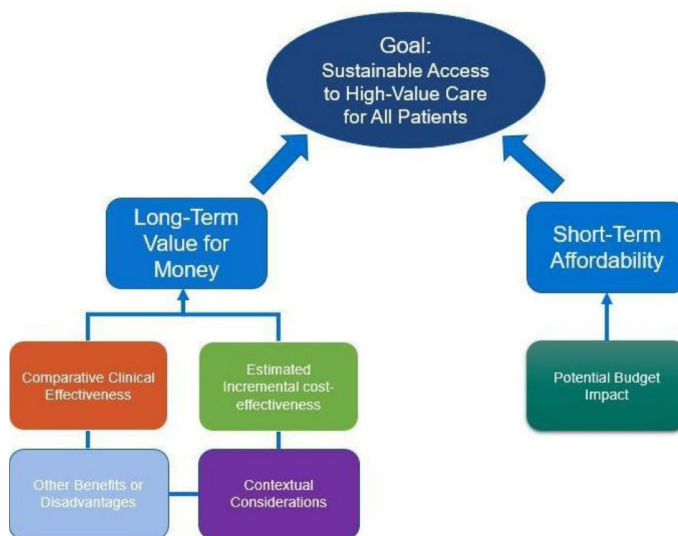 Goal:
Sustainable Access
to High-Value Care
for All Patients
Long-Term
Value for
Money
Short-Term
Affordability
Comparative Clinical
Effectiveness
Estimated
Incremental cost-
effectiveness
Potential Budget
Impact
Other Benefits or
Disadvantages
Contextual
Considerations